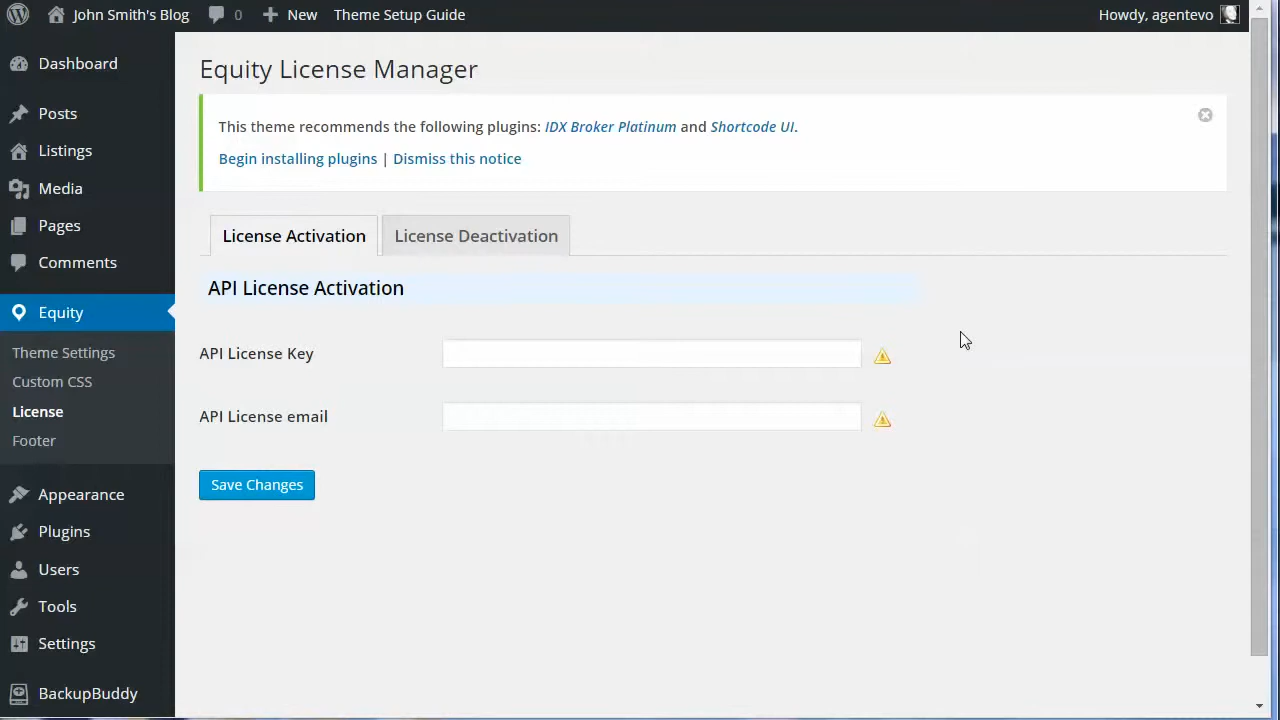 John Smith's Blog 0 New Theme Setup Guide Howdy, agentevo
Dashboard
Posts
Listings
Media
Pages
Comments
Equity
Theme Settings
Custom CSS
License
Footer
Appearance
Plugins
Users
Tools
Settings
BackupBuddy
Equity License Manager
This theme recommends the following plugins: IDX Broker Platinum and Shortcode UI.
Begin installing plugins | Dismiss this notice
License Activation License Deactivation
API License Activation
API License Key
API License email
Save Changes